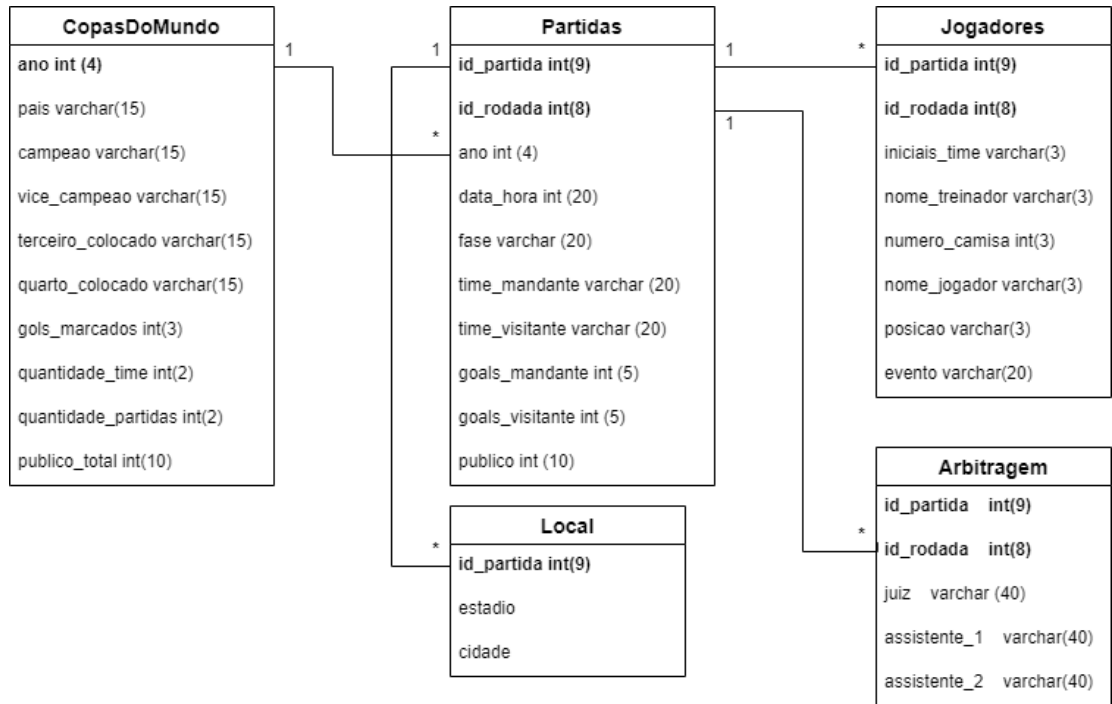 CopasDoMundo
ano int (4)
pais varchar(15)
campeao varchar(15)
vice_campeao varchar(15)
terceiro_colocado varchar(15)
quarto_colocado varchar(15)
gols_marcados int(3)
quantidade_time int(2)
quantidade_partidas int(2)
publico_total int(10)
1
*
1
*
Partidas
id_partida int(9)
id_rodada int(8)
ano int (4)
data_hora int (20)
fase varchar (20)
time_mandante varchar (20)
time_visitante varchar (20)
goals_mandante int (5)
goals_visitante int (5)
publico int (10)
Local
id_partida int(9)
estadio
cidade
1
*
1
*
Jogadores
id_partida int(9)
id_rodada int(8)
iniciais_time varchar(3)
nome_treinador varchar(3)
numero_camisa int(3)
nome_jogador varchar(3)
posicao varchar(3)
evento varchar(20)
Arbitragem
id_partida int(9)
id_rodada int(8)
juiz varchar (40)
assistente_1 varchar(40)
assistente_2 varchar(40)